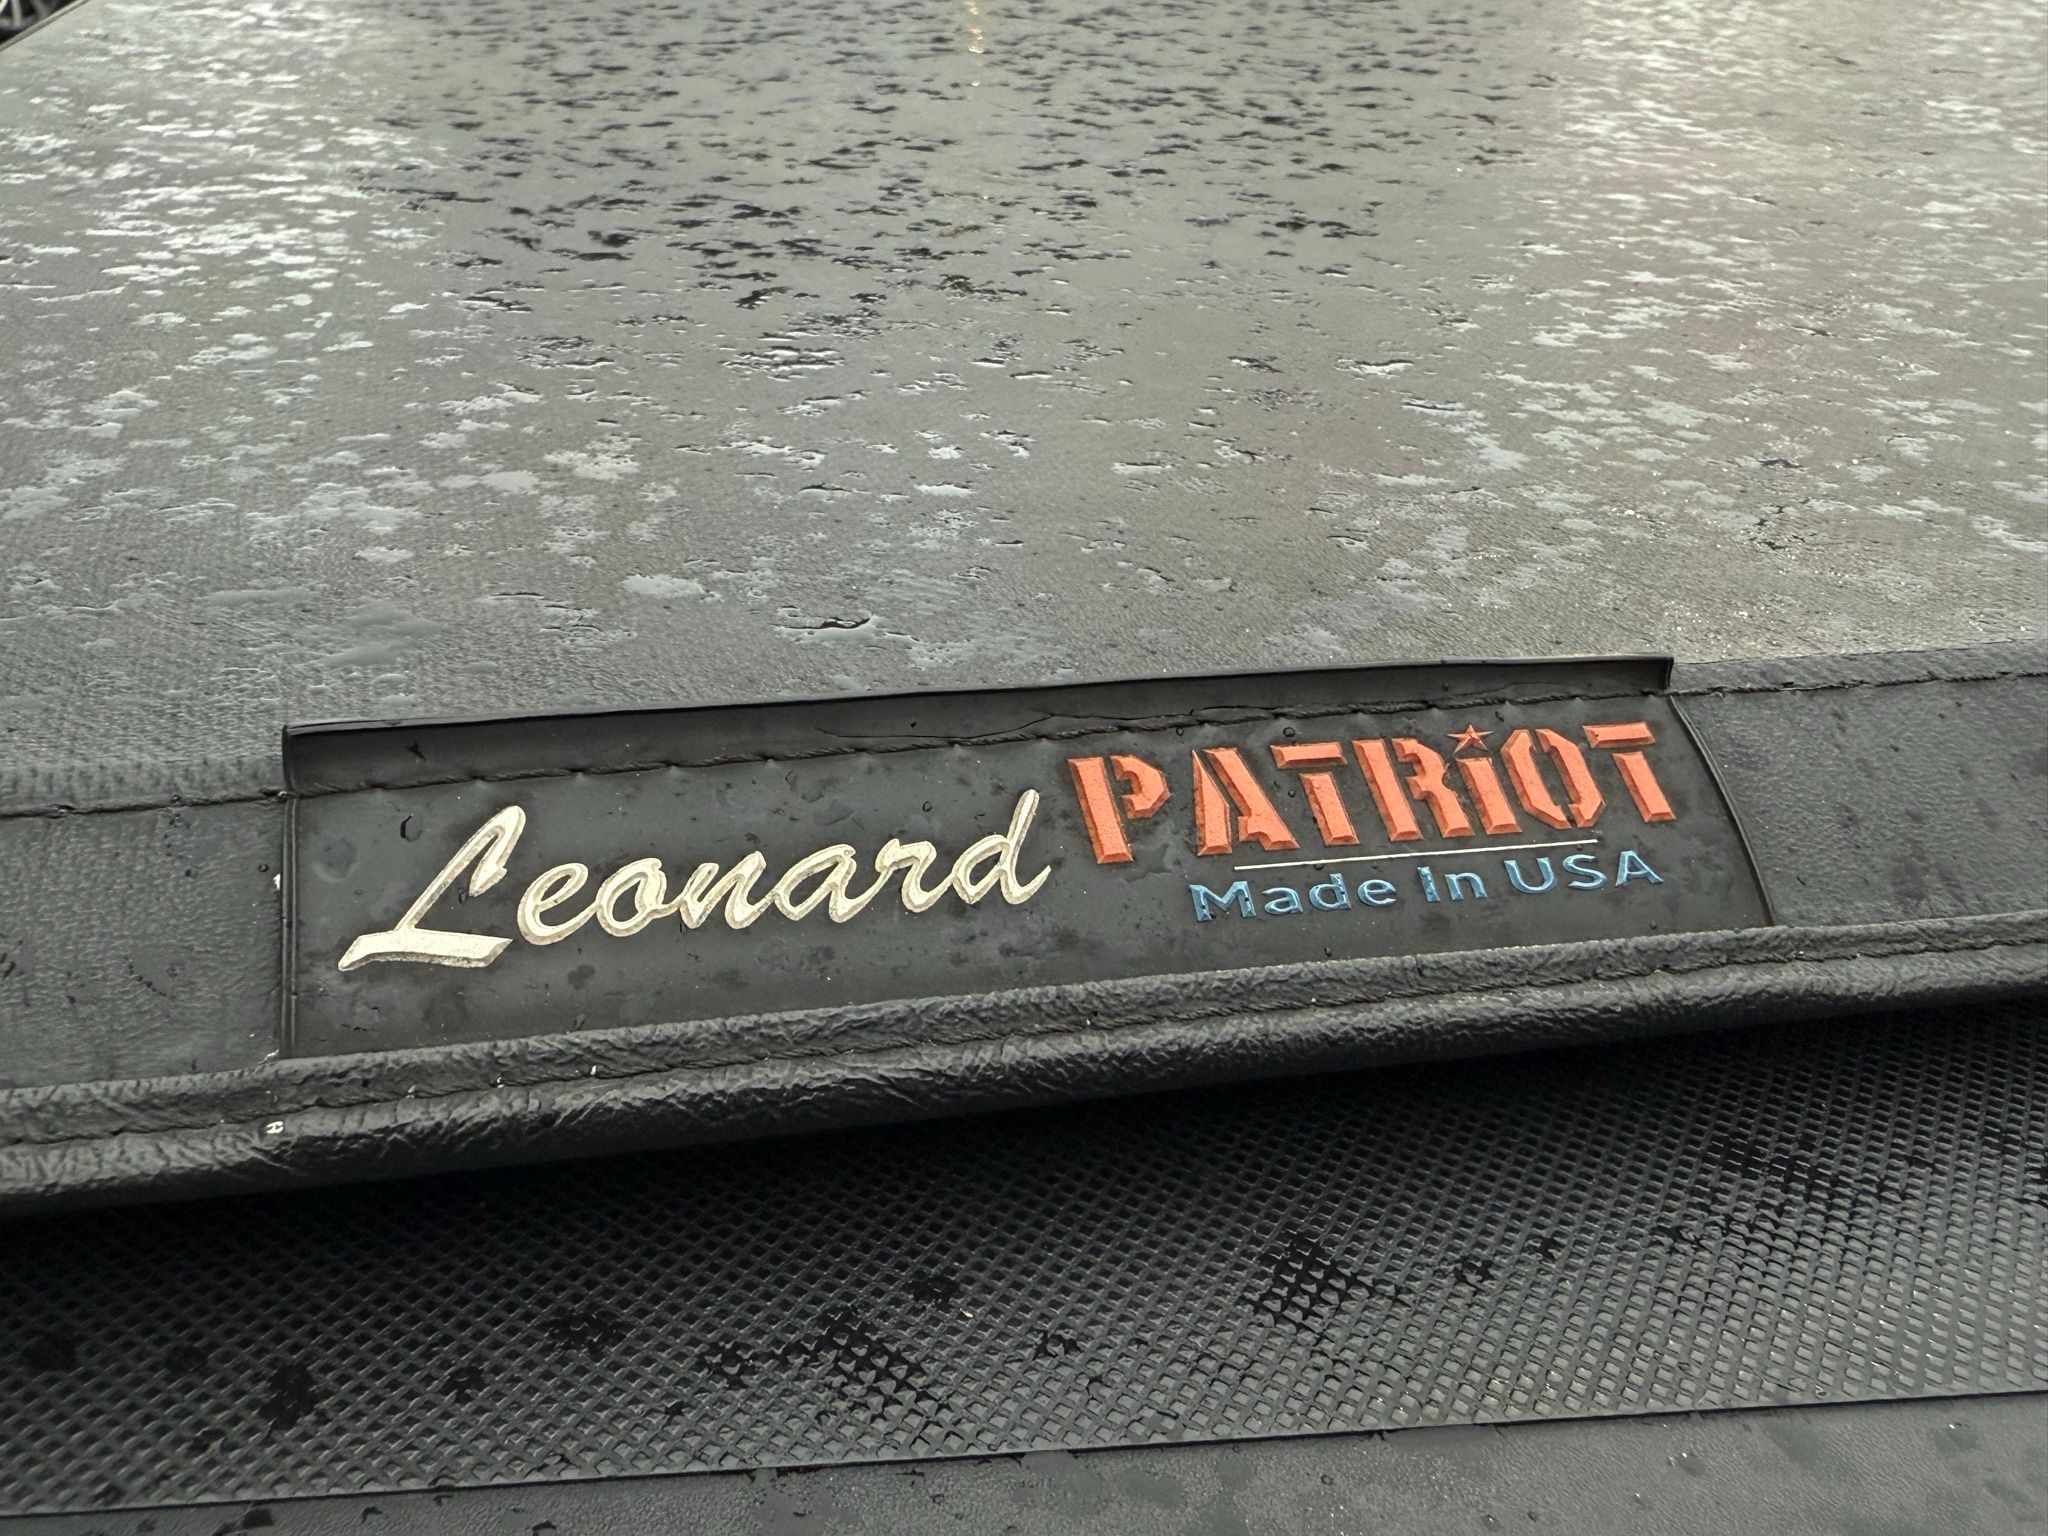 Leonard PATRiOT
Made In USA